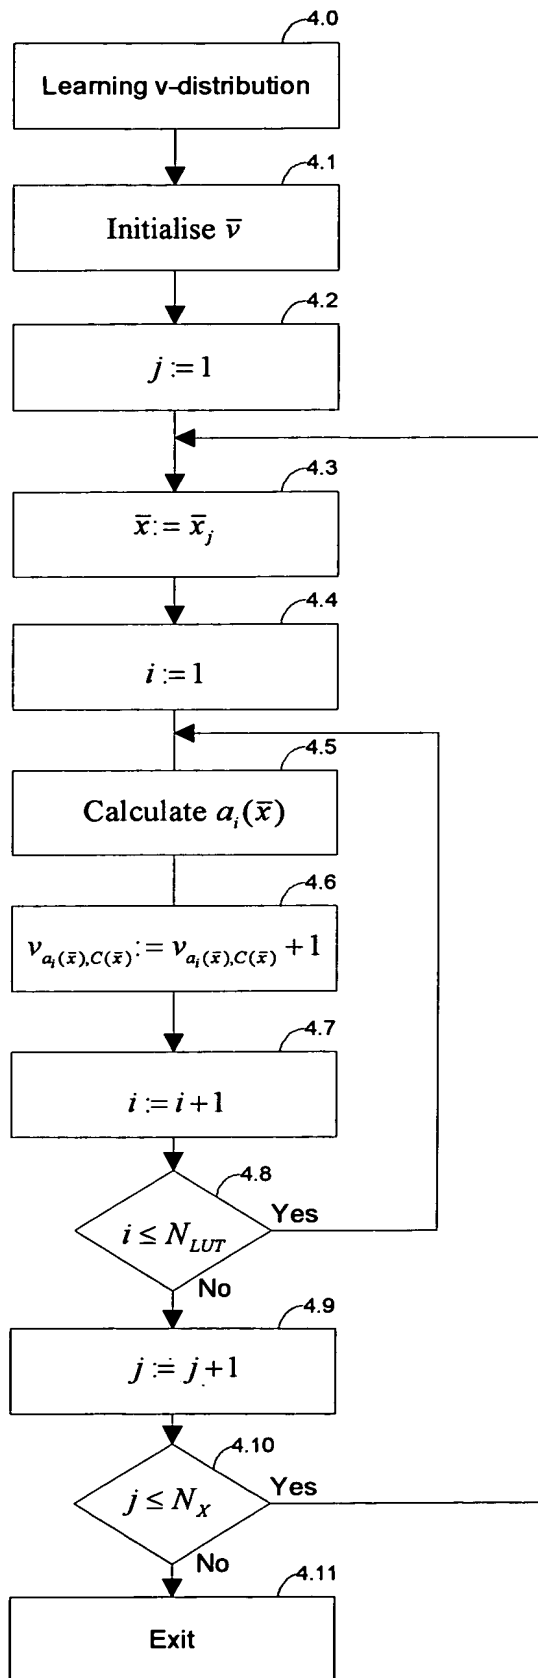 4.0
Learning v-distribution
4.1
Initialise v̄
4.2
j := 1
4.3
x̄ := x̄_j
4.4
i := 1
4.5
Calculate a_i(x̄)
4.6
v_{a_i(x̄),C(x̄)} := v_{a_i(x̄),C(x̄)} + 1
4.7
i := i + 1
4.8
i ≤ N_{LUT} Yes
No
4.9
j := j + 1
4.10
j ≤ N_X Yes
No
4.11
Exit